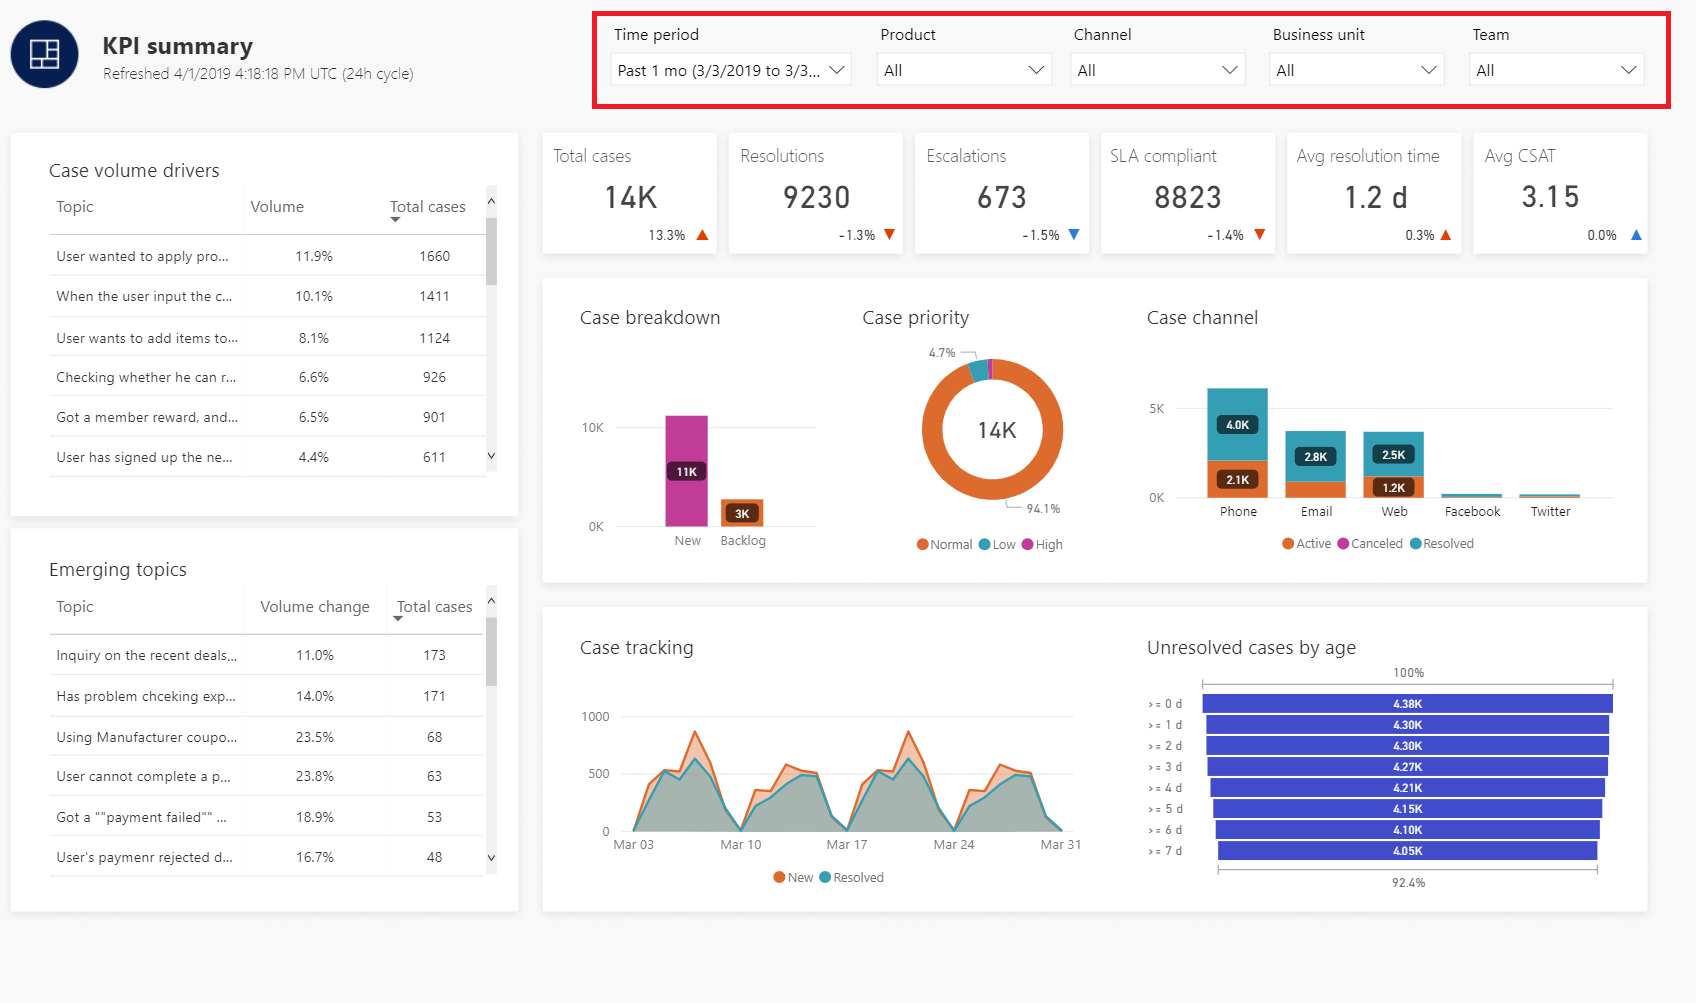 KPI summary
Refreshed 4/1/2019 4:18:18 PM UTC (24h cycle)
Time period
Product
Channel
Business unit
Team
Past 1 mo (3/3/2019 to 3/3...
All
All
All
All
Case volume drivers
Topic Volume Total cases
User wanted to apply pro... 11.9% 1660
When the user input the c... 10.1% 1411
User wants to add items to... 8.1% 1124
Checking whether he can r... 6.6% 926
Got a member reward, and... 6.5% 901
User has signed up the ne... 4.4% 611
Emerging topics
Topic Volume change Total cases
Inquiry on the recent deals... 11.0% 173
Has problem chceking exp... 14.0% 171
Using Manufacturer coupo... 23.5% 68
User cannot complete a p... 23.8% 63
Got a ""payment failed"" ... 18.9% 53
User's paymenr rejected d... 16.7% 48
Total cases
14K
13.3%
Resolutions
9230
-1.3%
Escalations
673
-1.5%
SLA compliant
8823
-1.4%
Avg resolution time
1.2 d
0.3%
Avg CSAT
3.15
0.0%
Case breakdown
10K
0K
11K
3K
New Backlog
Case priority
4.7%
14K
94.1%
Normal Low High
Case channel
5K
0K
4.0K
2.1K
2.8K
2.5K
1.2K
Phone Email Web Facebook Twitter
Active Canceled Resolved
Case tracking
1000
500
0
Mar 03 Mar 10 Mar 17 Mar 24 Mar 31
New Resolved
Unresolved cases by age
100%
>= 0 d 4.38K
>= 1 d 4.30K
>= 2 d 4.30K
>= 3 d 4.27K
>= 4 d 4.21K
>= 5 d 4.15K
>= 6 d 4.10K
>= 7 d 4.05K
92.4%